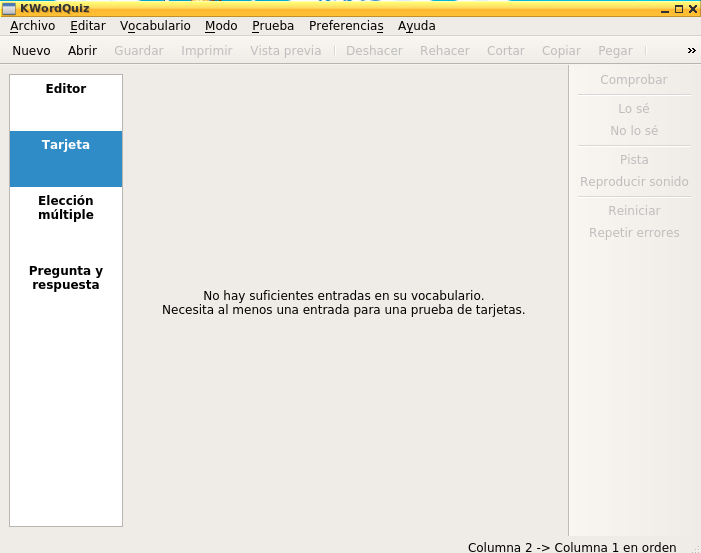 KWordQuiz
Archivo Editar Vocabulario Modo Prueba Preferencias Ayuda
Nuevo Abrir Guardar Imprimir Vista previa Deshacer Rehacer Cortar Copiar Pegar »
Editor
Tarjeta
Elección
múltiple
Pregunta y
respuesta
No hay suficientes entradas en su vocabulario.
Necesita al menos una entrada para una prueba de tarjetas.
Comprobar
Lo sé
No lo sé
Pista
Reproducir sonido
Reiniciar
Repetir errores
Columna 2 -> Columna 1 en orden